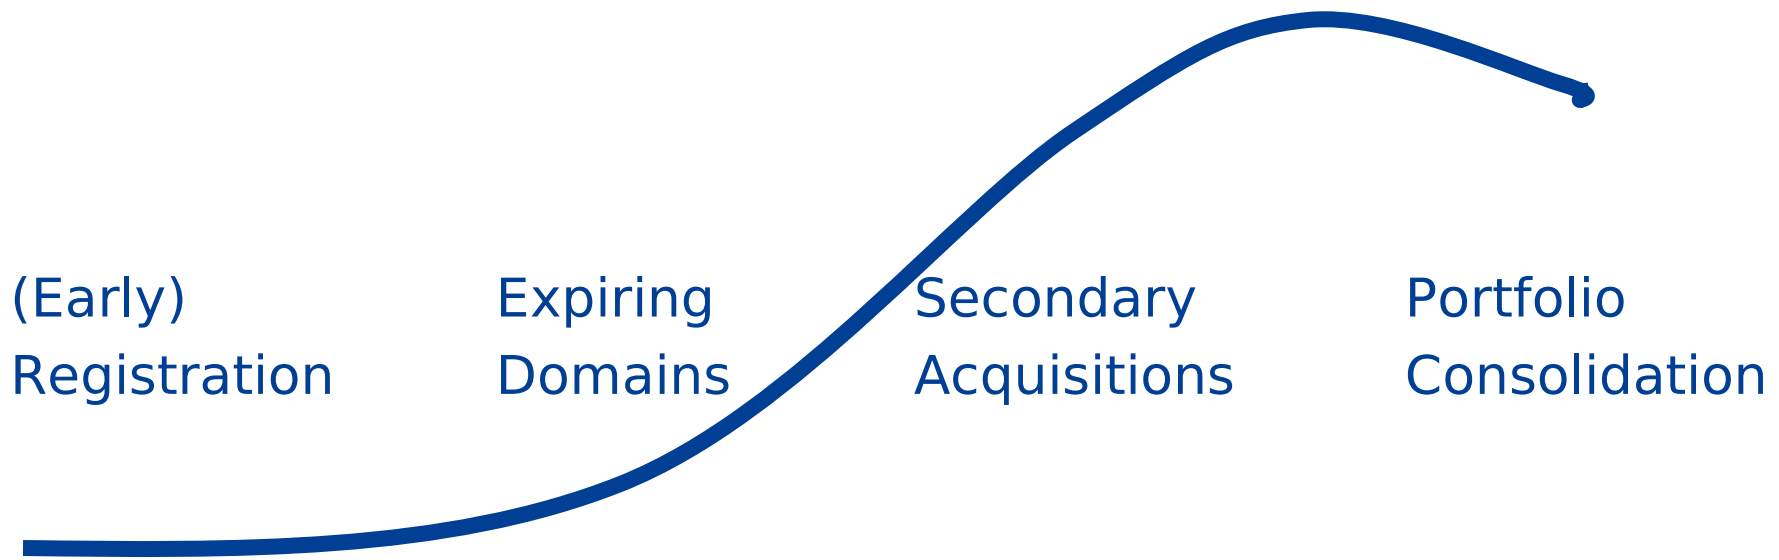 (Early)
Registration
Expiring
Domains
Secondary
Acquisitions
Portfolio
Consolidation